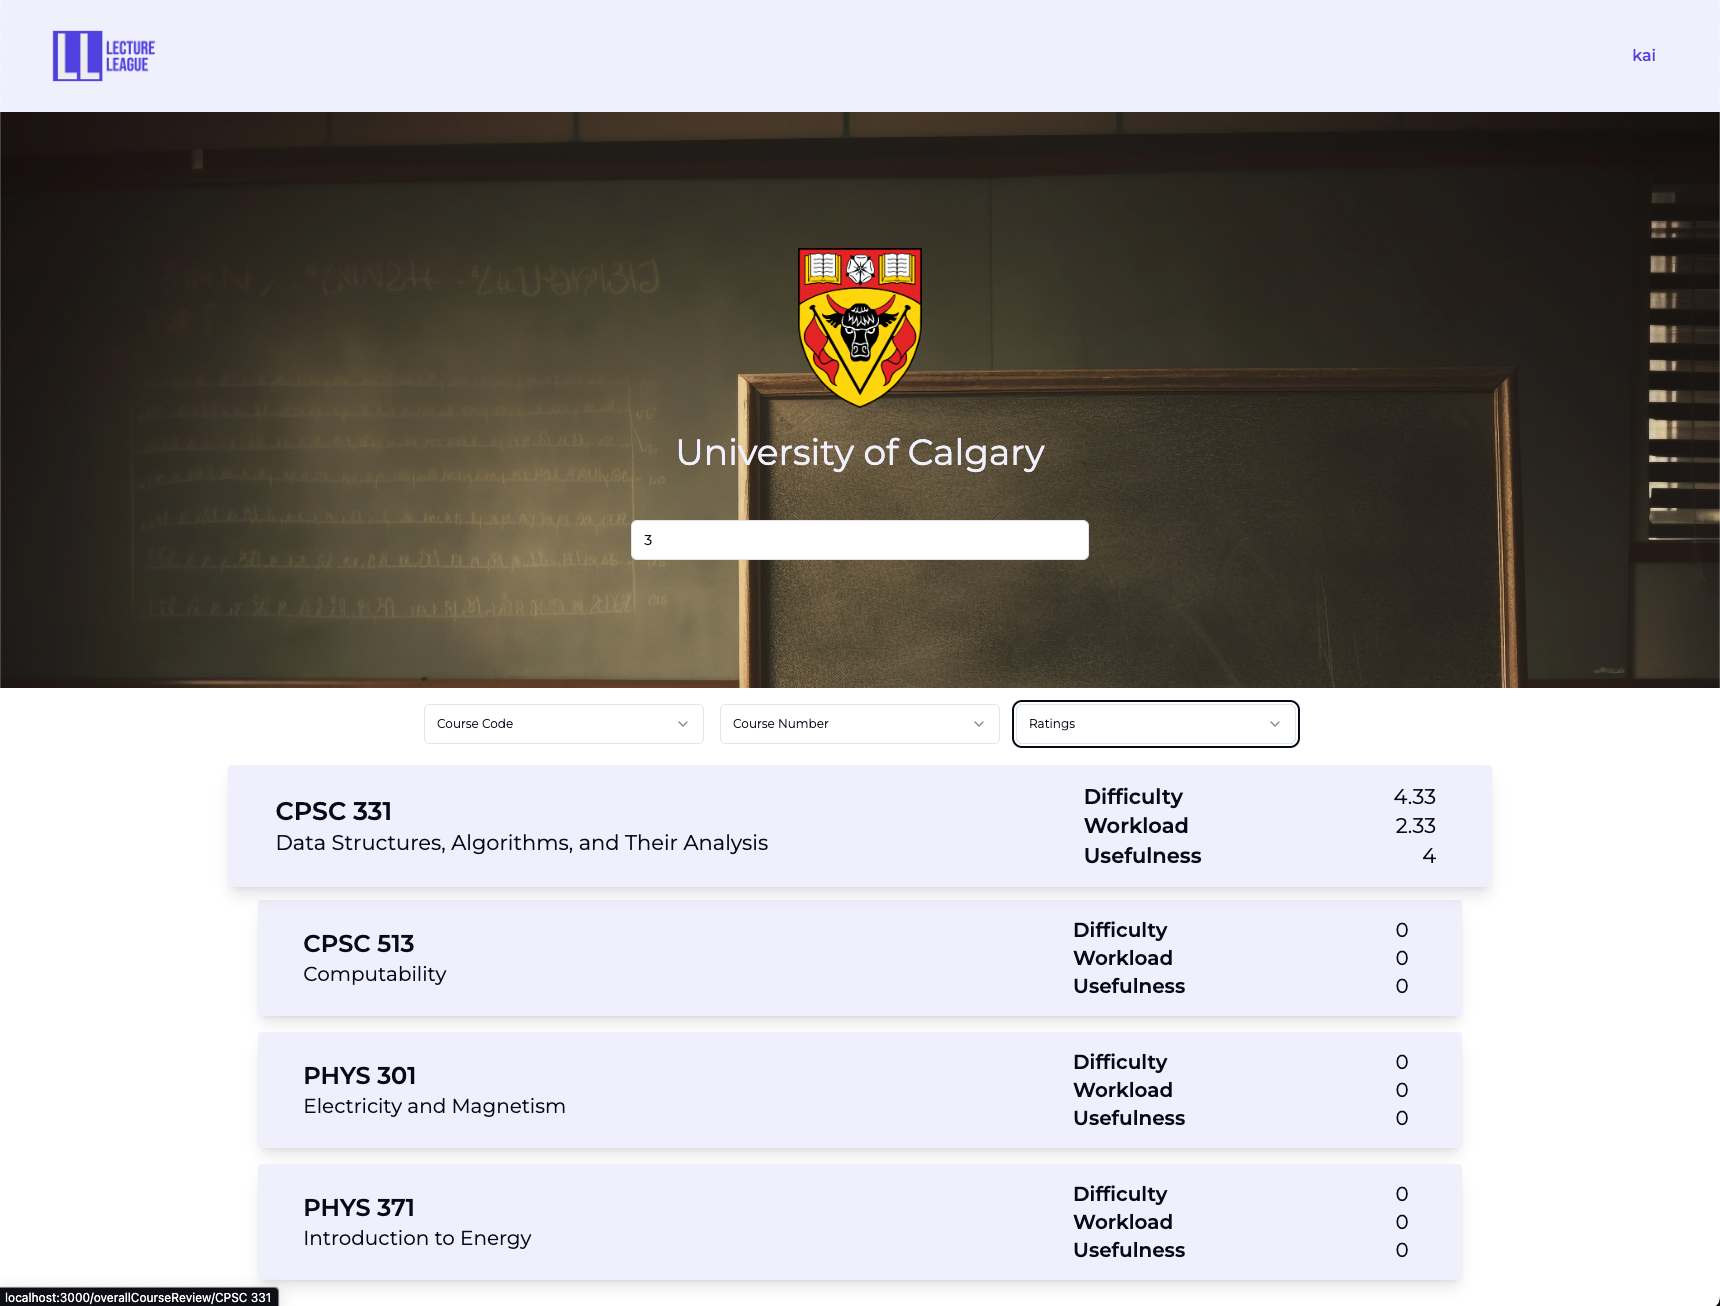 LECTURE
LEAGUE
kai
University of Calgary
3
Course Code
Course Number
Ratings
CPSC 331
Data Structures, Algorithms, and Their Analysis
Difficulty 4.33
Workload 2.33
Usefulness 4
CPSC 513
Computability
Difficulty 0
Workload 0
Usefulness 0
PHYS 301
Electricity and Magnetism
Difficulty 0
Workload 0
Usefulness 0
PHYS 371
Introduction to Energy
Difficulty 0
Workload 0
Usefulness 0
localhost:3000/overallCourseReview/CPSC 331